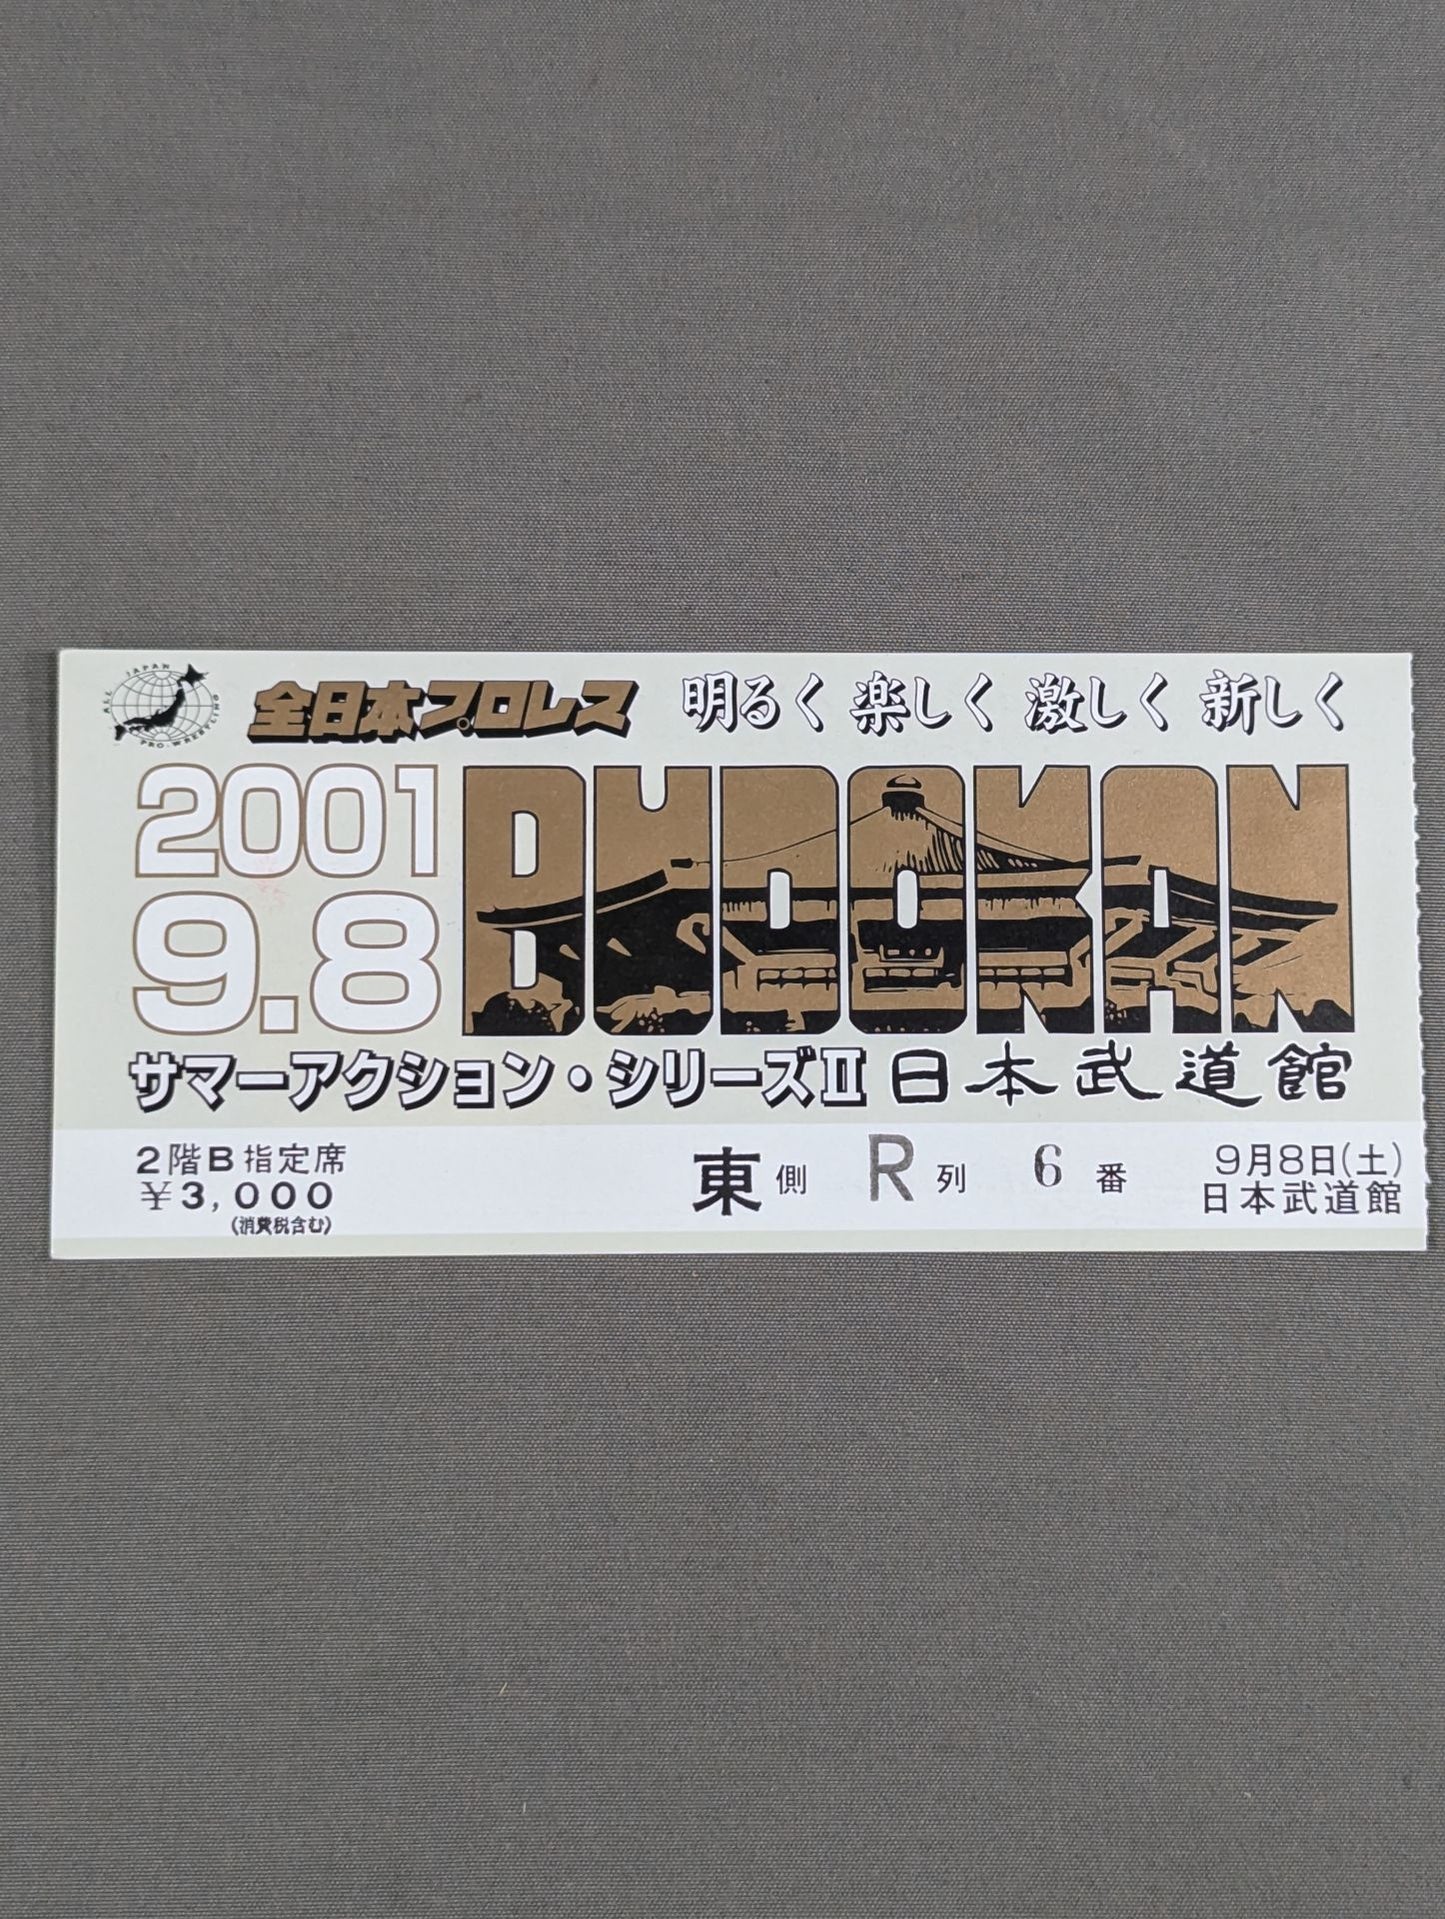 ALL JAPAN PRO-WRESTLING
全日本プロレス 明るく 楽しく 激しく 新しく
2001
9.8
BUDOKAN
サマーアクション・シリーズII 日本武道館
2階B指定席
¥3,000
(消費税含む)
東側 R列 6番
9月8日(土)
日本武道館